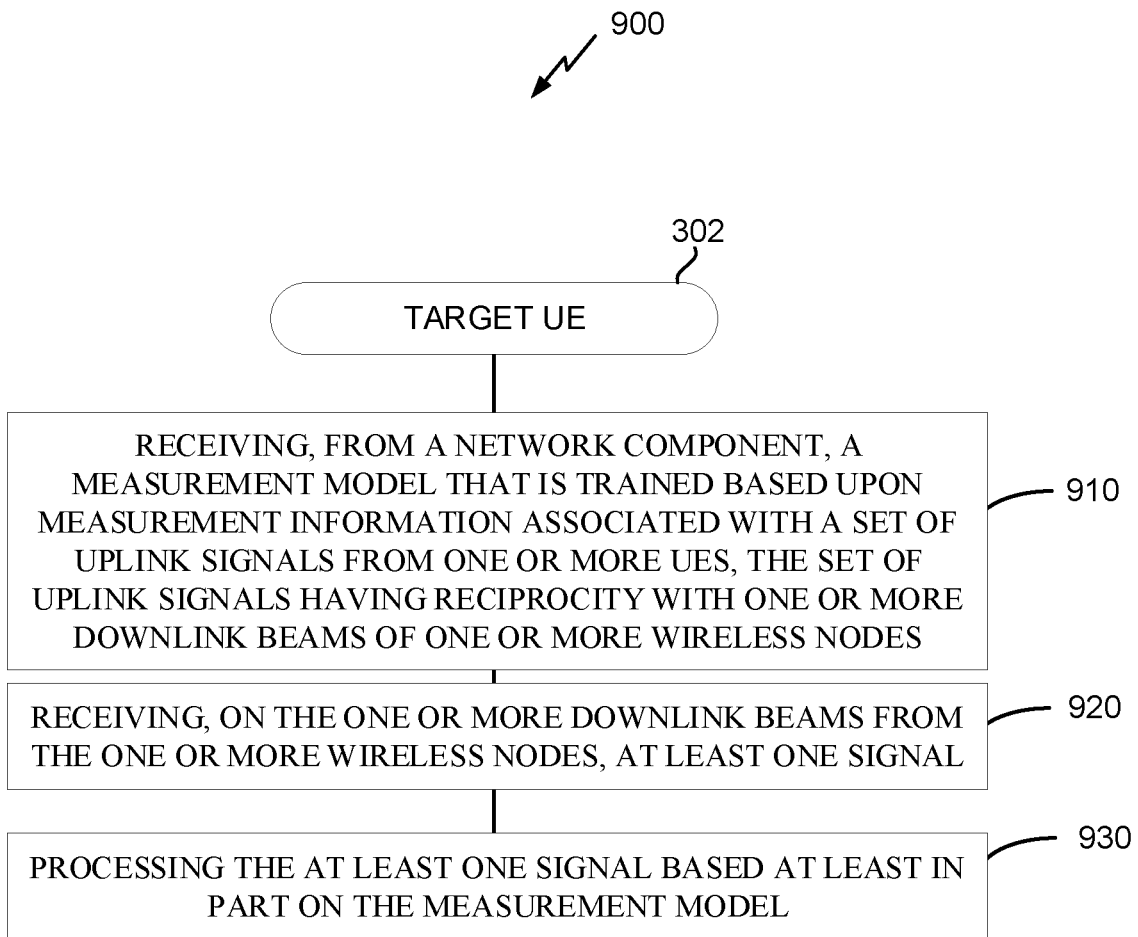 900
302
TARGET UE
RECEIVING, FROM A NETWORK COMPONENT, A
MEASUREMENT MODEL THAT IS TRAINED BASED UPON
MEASUREMENT INFORMATION ASSOCIATED WITH A SET OF
UPLINK SIGNALS FROM ONE OR MORE UES, THE SET OF
UPLINK SIGNALS HAVING RECIPROCITY WITH ONE OR MORE
DOWNLINK BEAMS OF ONE OR MORE WIRELESS NODES
910
RECEIVING, ON THE ONE OR MORE DOWNLINK BEAMS FROM
THE ONE OR MORE WIRELESS NODES, AT LEAST ONE SIGNAL
920
PROCESSING THE AT LEAST ONE SIGNAL BASED AT LEAST IN
PART ON THE MEASUREMENT MODEL
930